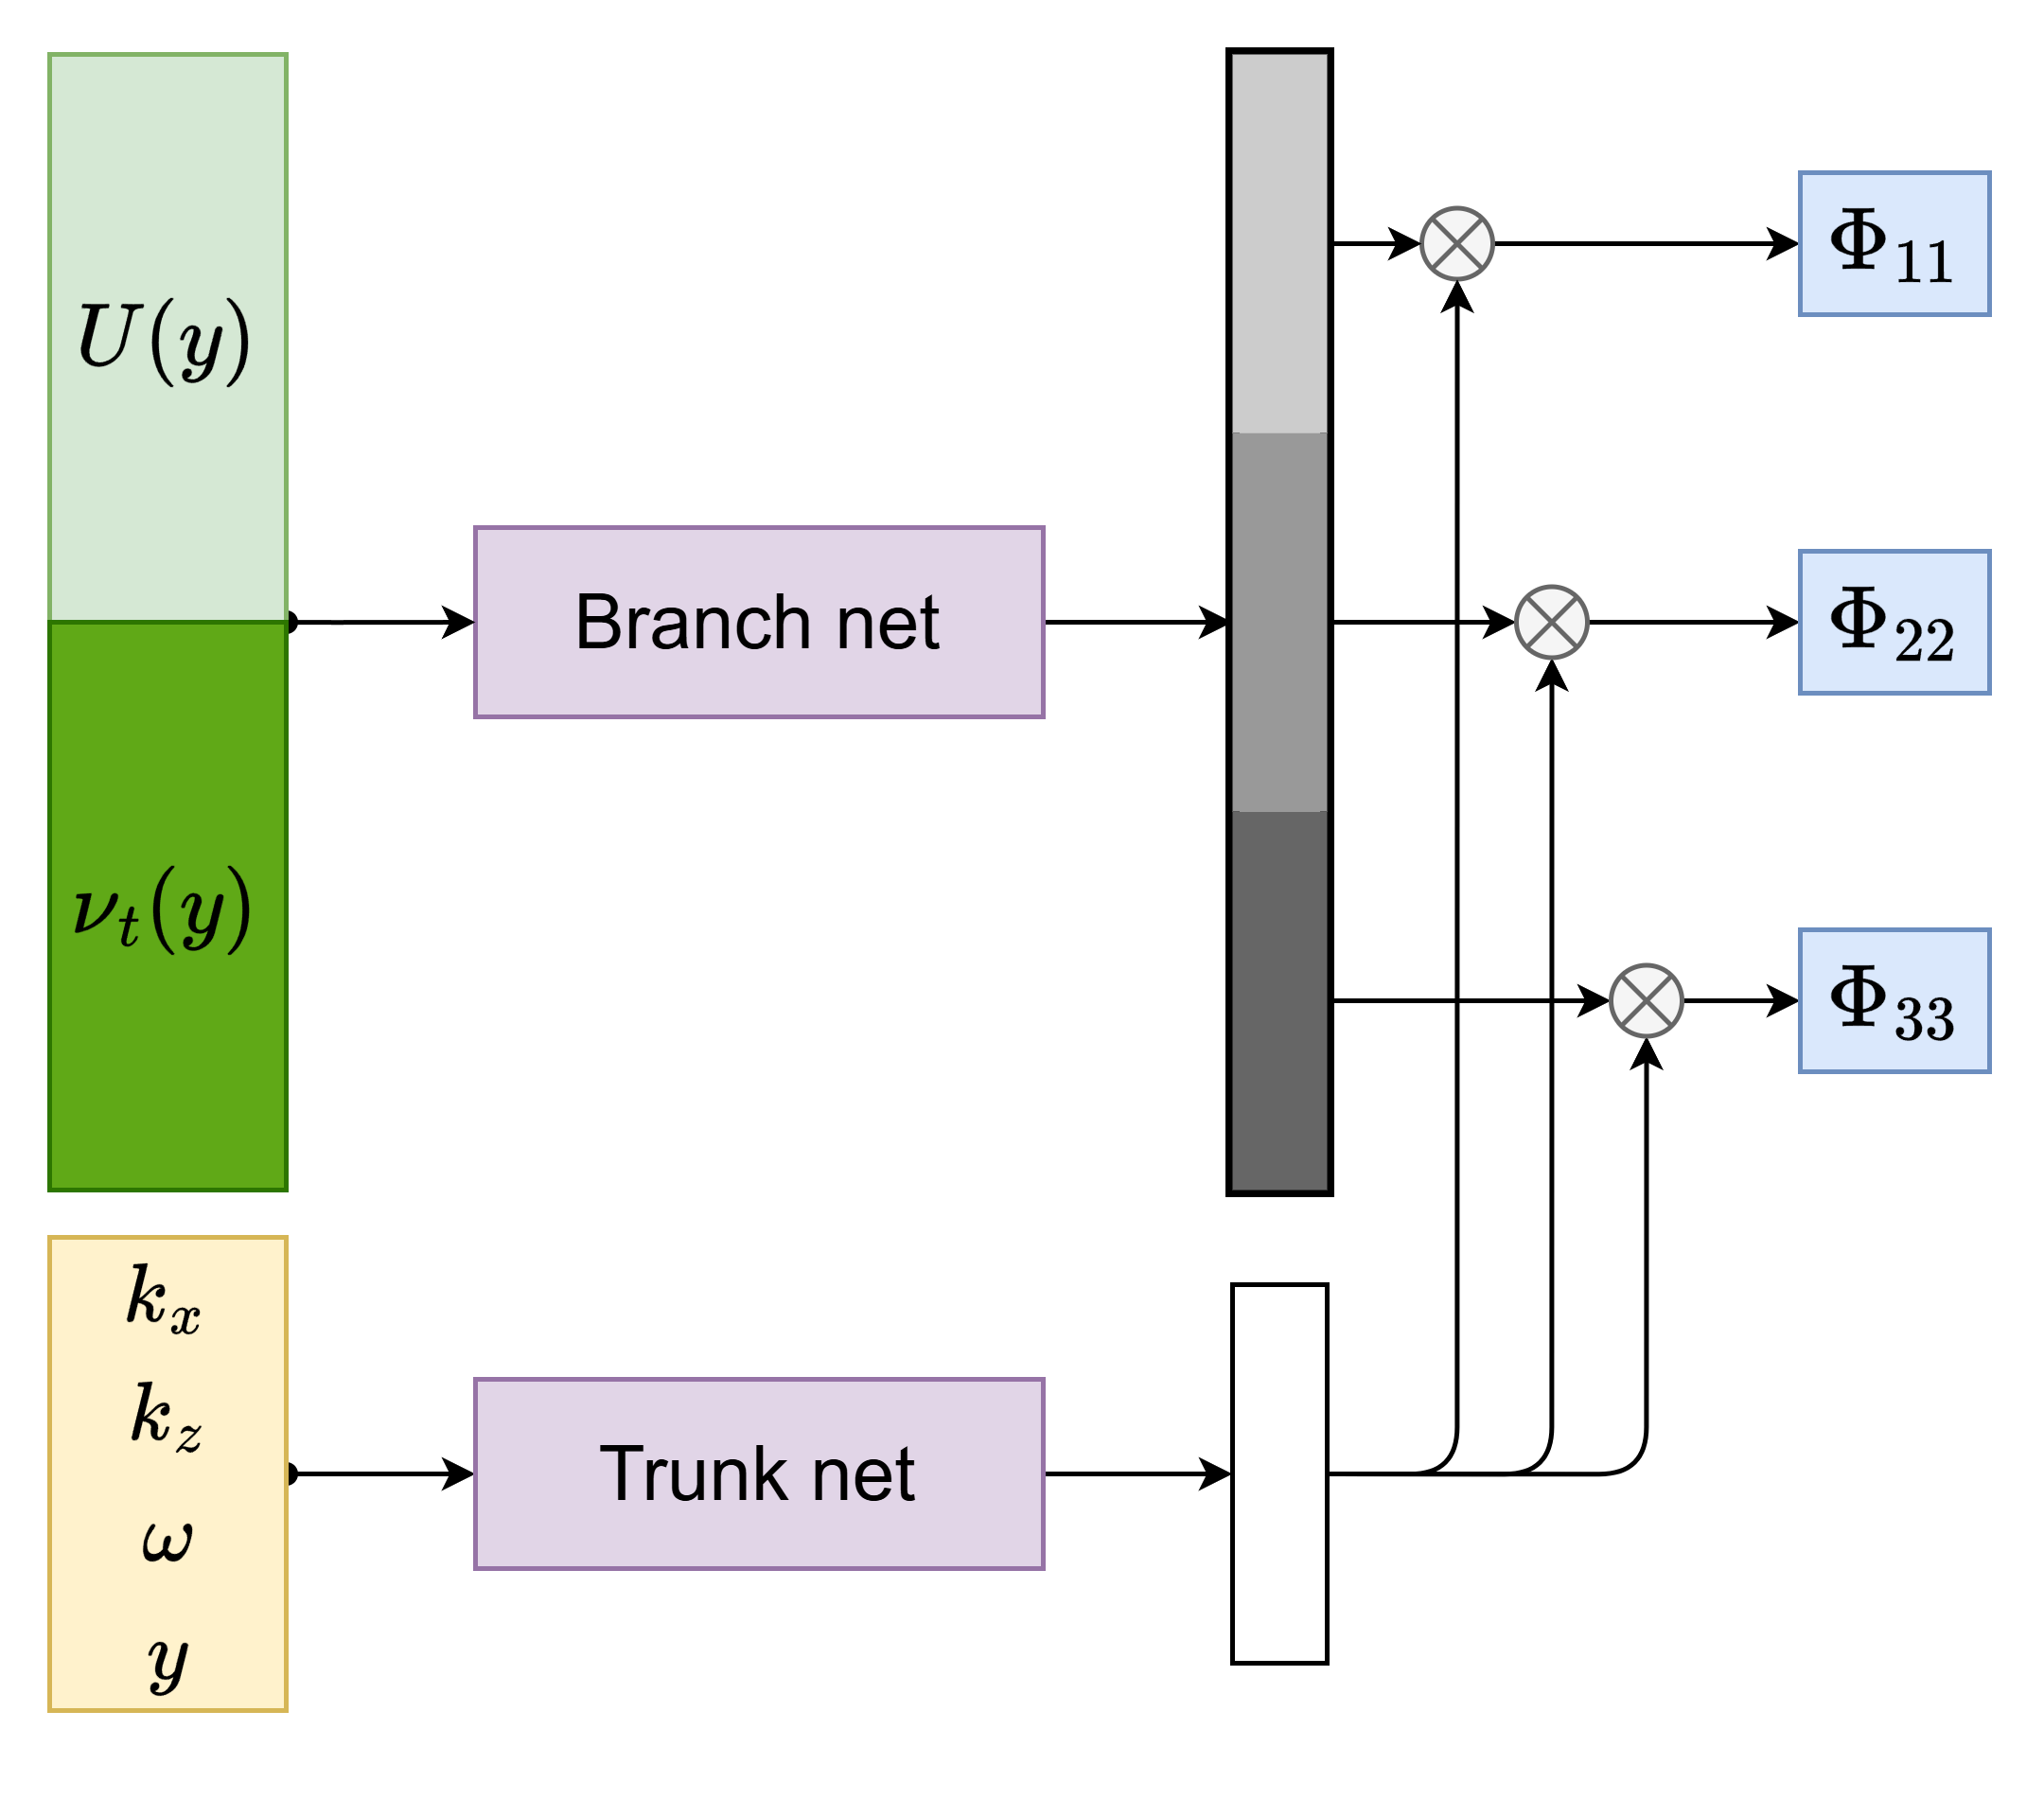 U(y)
ν_t(y)
Branch net
Φ_11
Φ_22
Φ_33
k_x
k_z
ω
y
Trunk net